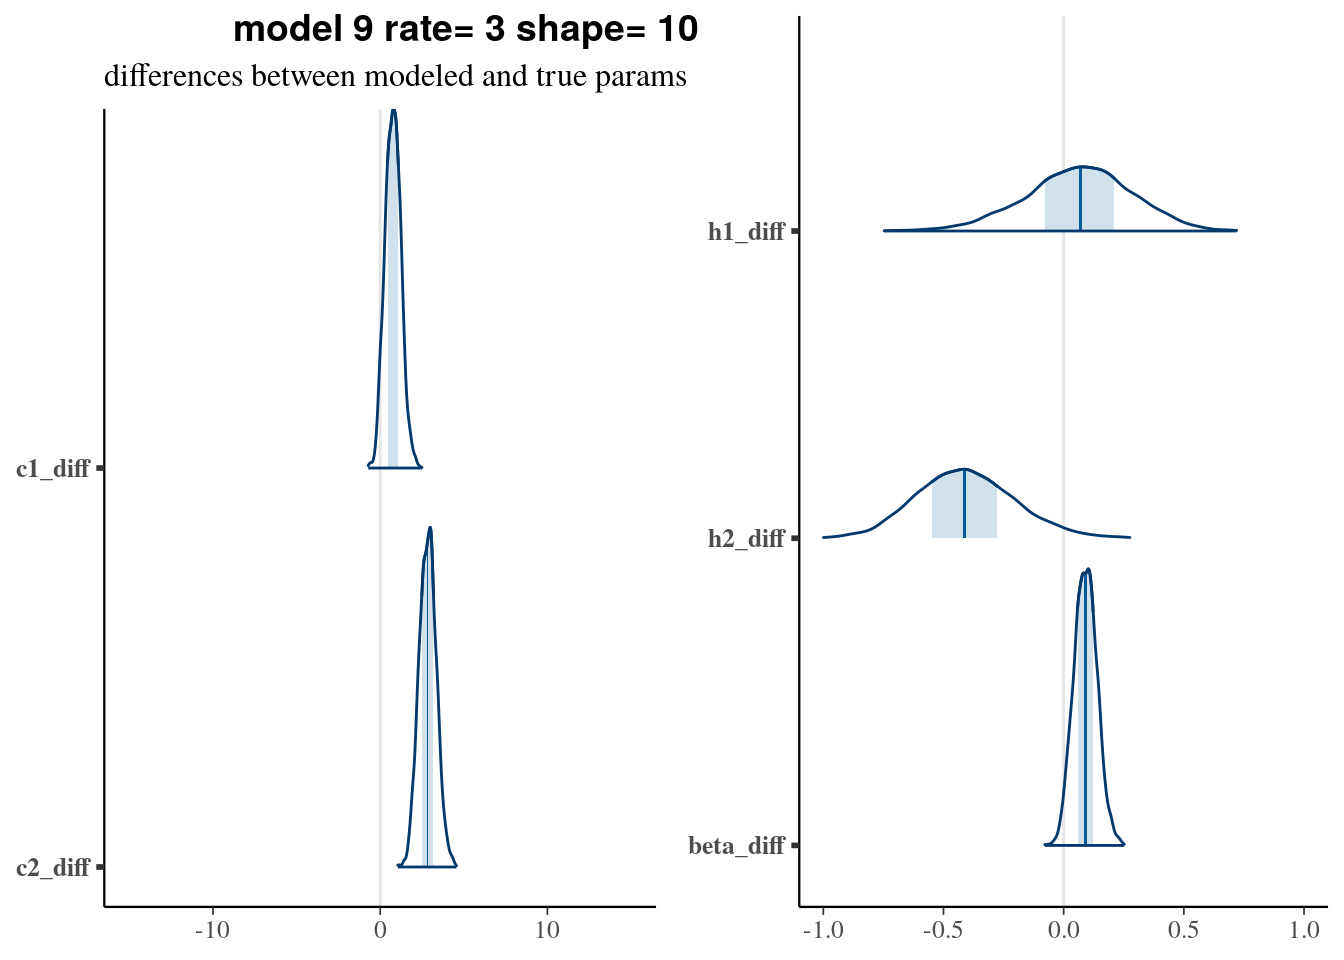 model 9 rate= 3 shape= 10
differences between modeled and true params
c1_diff
c2_diff
-10 0 10
h1_diff
h2_diff
beta_diff
-1.0 -0.5 0.0 0.5 1.0